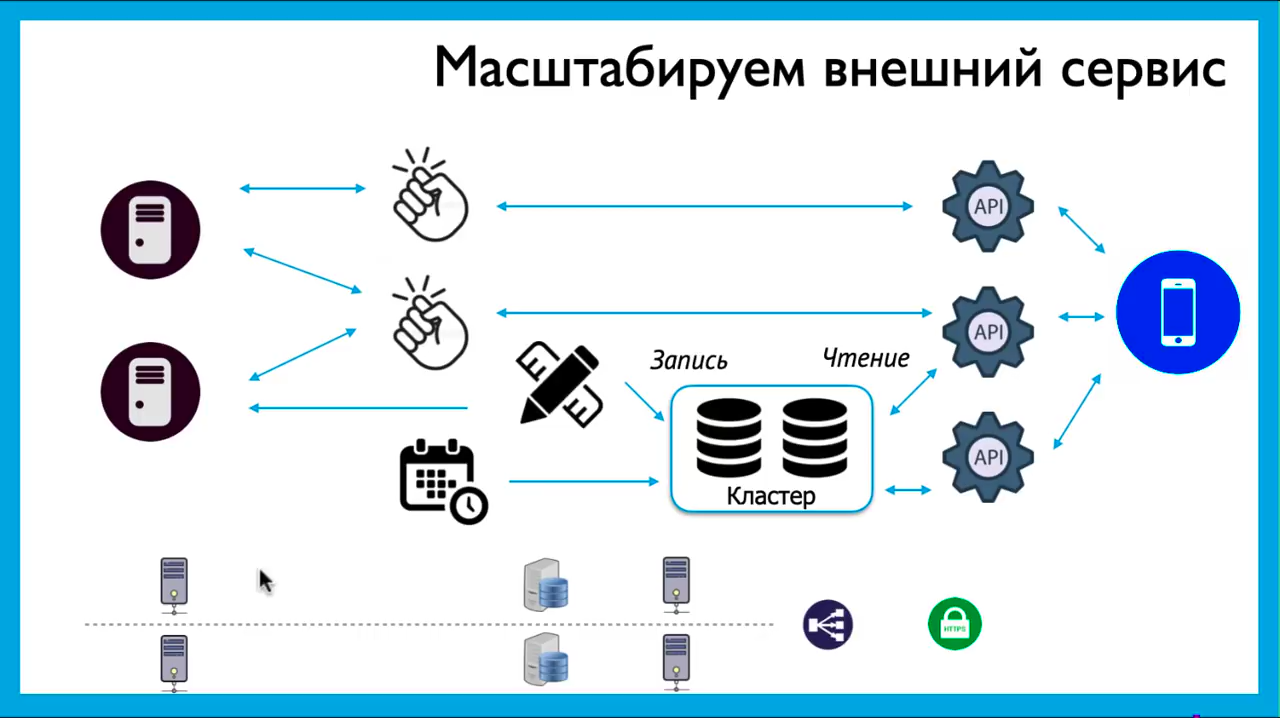 Масштабируем внешний сервис
API
API
Запись
Чтение
API
Кластер
HTTPS